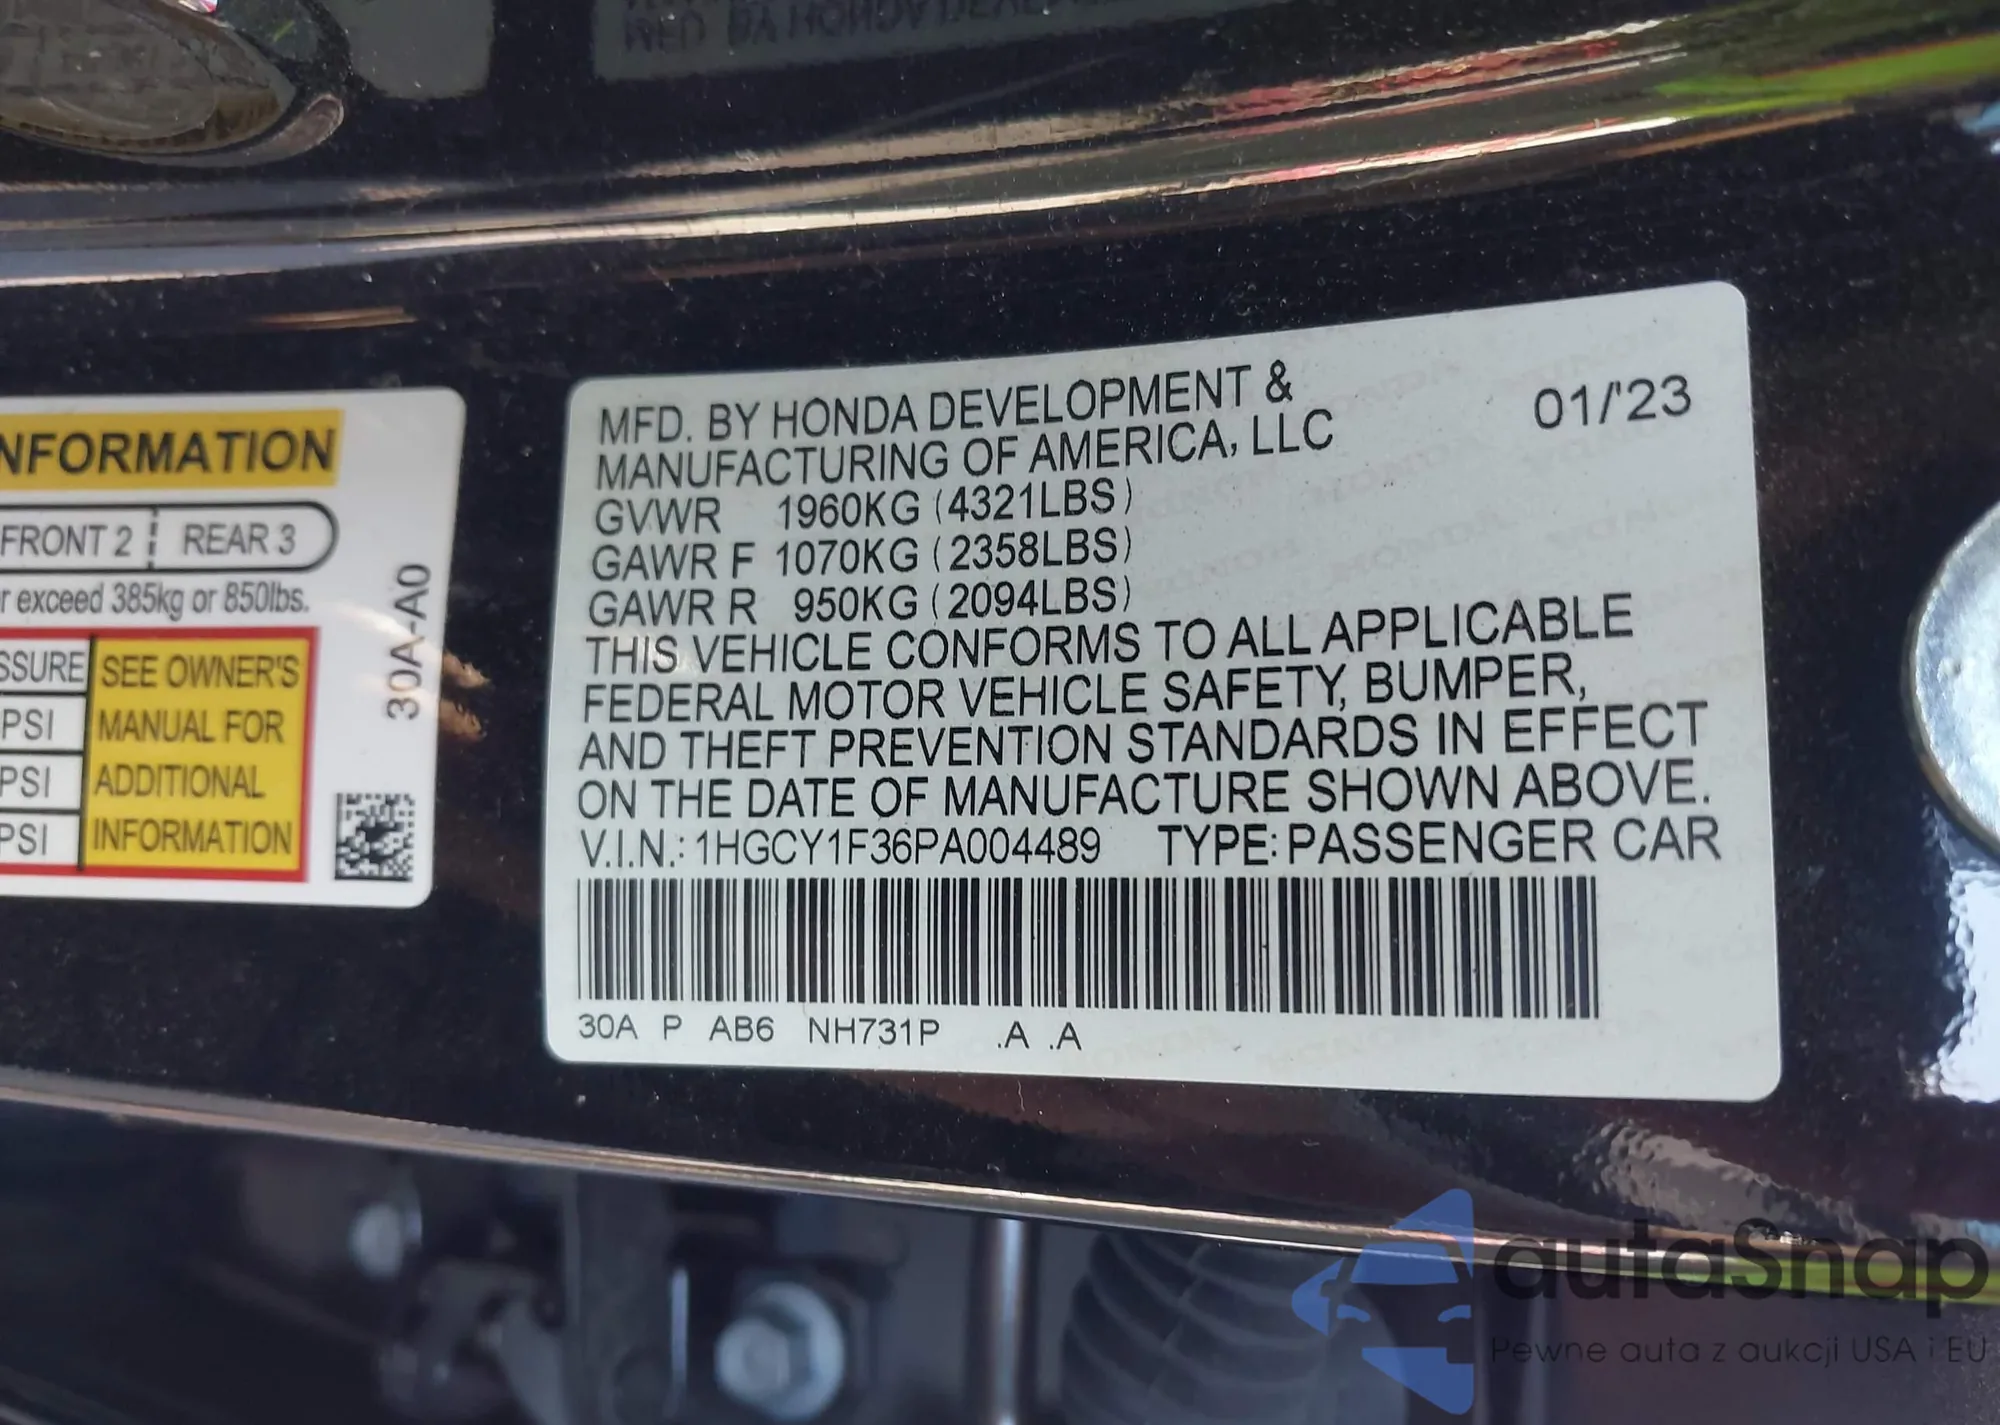 MFD. BY HONDA DE
NFORMATION
FRONT 2 REAR 3
r exceed 385kg or 850lbs.
SSURE
PSI
PSI
PSI
SEE OWNER'S
MANUAL FOR
ADDITIONAL
INFORMATION
30A-A0
MFD. BY HONDA DEVELOPMENT &
MANUFACTURING OF AMERICA, LLC
01/'23
GVWR 1960KG (4321LBS)
GAWR F 1070KG (2358LBS)
GAWR R 950KG (2094LBS)
THIS VEHICLE CONFORMS TO ALL APPLICABLE
FEDERAL MOTOR VEHICLE SAFETY, BUMPER,
AND THEFT PREVENTION STANDARDS IN EFFECT
ON THE DATE OF MANUFACTURE SHOWN ABOVE.
V.I.N.: 1HGCY1F36PA004489 TYPE: PASSENGER CAR
30A P AB6 NH731P .A .A
autaSnap
Pewne auta z aukcji USA i EU